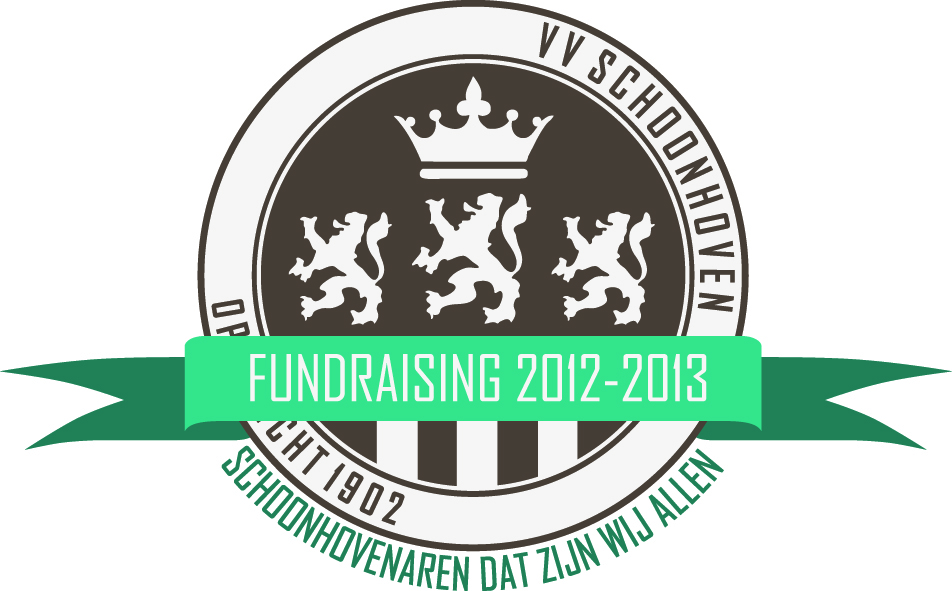 VV SCHOONHOVEN
FUNDRAISING 2012-2013
1902
SCHOONHOVENAREN DAT ZIJN WIJ ALLEN